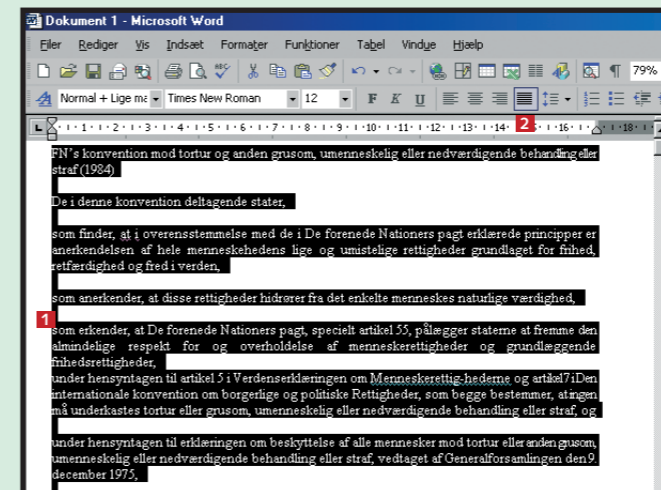 Dokument 1 - Microsoft Word
Filer Rediger Vis Indsæt Formater Funktioner Tabel Vindue Hjælp
¶ 79%
Normal + Lige ma Times New Roman 12 F K U
L 1 2 3 4 5 6 7 8 9 10 11 12 13 14 2 16 18
FN's konvention mod tortur og anden grusom, umenneskelig eller nedværdigende behandling eller
straf (1984)
De i denne konvention deltagende stater,
som finder, at i overensstemmelse med de i De forenede Nationers pagt erklærede principper er
anerkendelsen af hele menneskehedens lige og umistelige rettigheder grundlaget for frihed,
retfærdighed og fred i verden,
som anerkender, at disse rettigheder hidrører fra det enkelte menneskes naturlige værdighed,
1
som erkender, at De forenede Nationers pagt, specielt artikel 55, pålægger staterne at fremme den
almindelige respekt for og overholdelse af menneskerettigheder og grundlæggende
frihedsrettigheder,
under hensyntagen til artikel 5 i Verdenserklæringen om Menneskerettig-hederne og artikel7iDen
internationale konvention om borgerlige og politiske Rettigheder, som begge bestemmer, atingen
må underkastes tortur eller grusom, umenneskelig eller nedværdigende behandling eller straf, og
under hensyntagen til erklæringen om beskyttelse af alle mennesker mod tortur eller anden grusom,
umenneskelig eller nedværdigende behandling eller straf, vedtaget af Generalforsamlingen den 9.
december 1975,